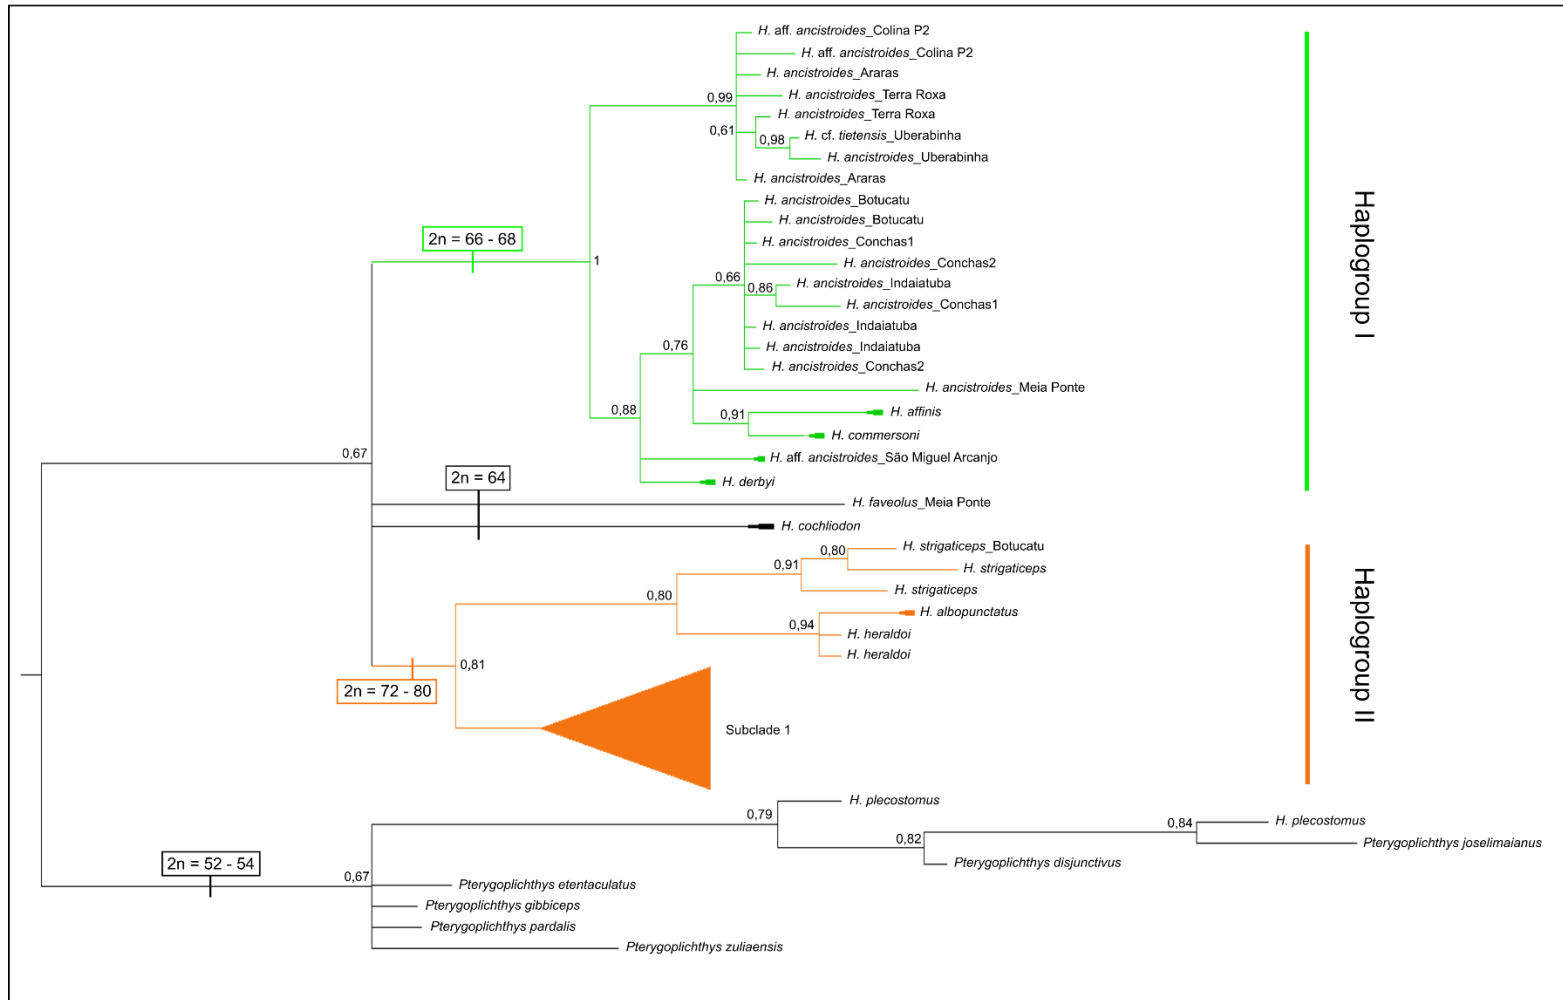 H. aff. ancistroides_Colina P2
H. aff. ancistroides_Colina P2
H. ancistroides_Araras
0,99
H. ancistroides_Terra Roxa
H. ancistroides_Terra Roxa
0,61
0,98
H. cf. tietensis_Uberabinha
H. ancistroides_Uberabinha
H. ancistroides_Araras
H. ancistroides_Botucatu
H. ancistroides_Botucatu
2n = 66 - 68
H. ancistroides_Conchas1
1
H. ancistroides_Conchas2
0,66
0,86
H. ancistroides_Indaiatuba
H. ancistroides_Conchas1
H. ancistroides_Indaiatuba
0,76
H. ancistroides_Indaiatuba
H. ancistroides_Conchas2
H. ancistroides_Meia Ponte
0,88
0,91
H. affinis
H. commersoni
0,67
H. aff. ancistroides_São Miguel Arcanjo
2n = 64
H. derbyi
Haplogroup I
H. faveolus_Meia Ponte
H. cochliodon
0,80
H. strigaticeps_Botucatu
0,91
H. strigaticeps
H. strigaticeps
0,80
H. albopunctatus
0,94
H. heraldoi
H. heraldoi
0,81
2n = 72 - 80
Subclade 1
Haplogroup II
H. plecostomus
0,79
0,84
H. plecostomus
0,82
Pterygoplichthys joselimaianus
2n = 52 - 54
Pterygoplichthys disjunctivus
0,67
Pterygoplichthys etentaculatus
Pterygoplichthys gibbiceps
Pterygoplichthys pardalis
Pterygoplichthys zuliaensis